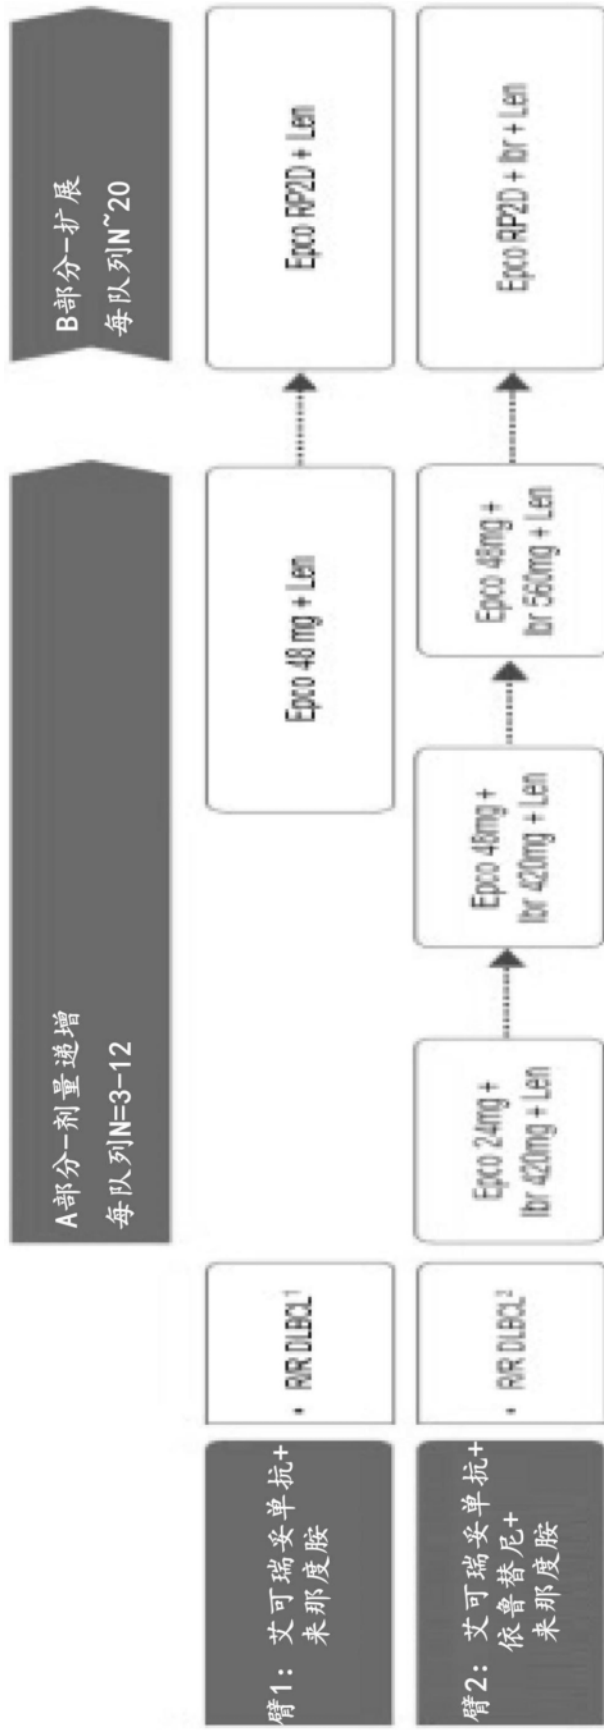 A部分-剂量递增
每队列N=3-12
B部分-扩展
每队列N~20
臂1：艾可瑞妥单抗+
来那度胺
• R/R DLBCL¹
Epco 48 mg + Len
Epco RP2D + Len
臂2：艾可瑞妥单抗+
依鲁替尼+
来那度胺
• R/R DLBCL²
Epco 24mg +
Ibr 420mg + Len
Epco 48mg +
Ibr 420mg + Len
Epco 48mg +
Ibr 560mg + Len
Epco RP2D + Ibr + Len